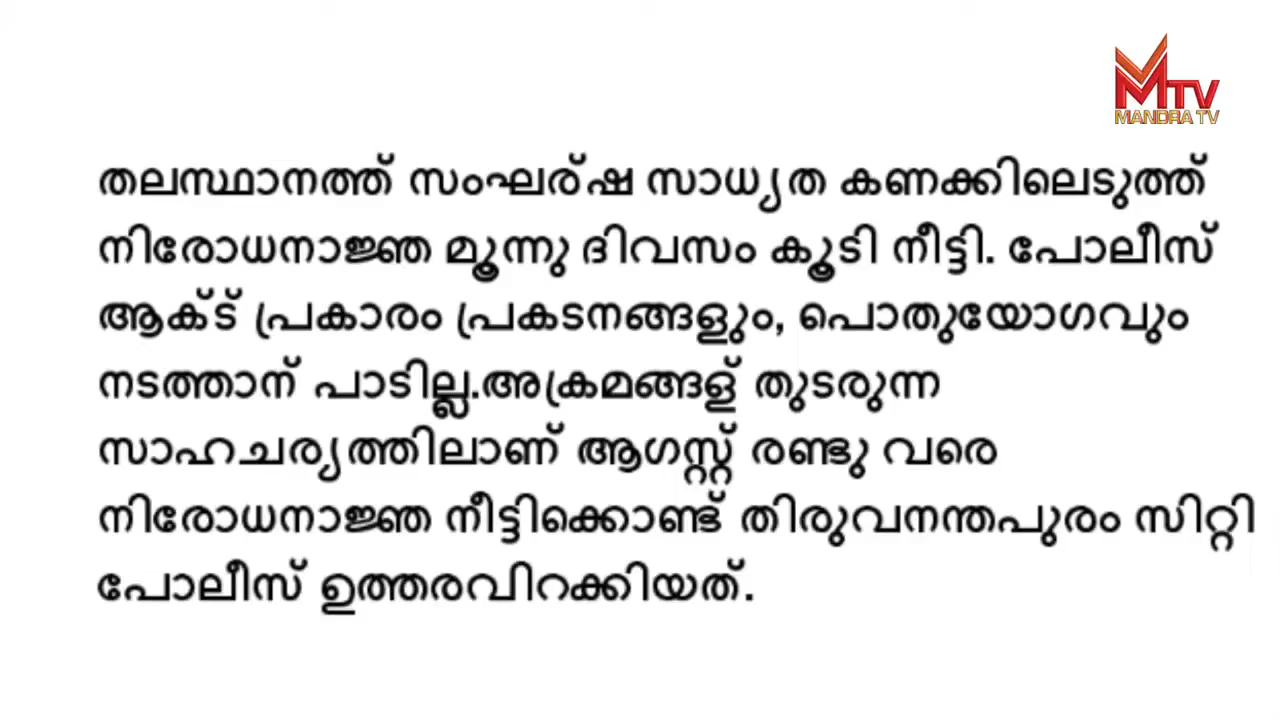 MTV
MANDRA TV
തലസ്ഥാനത്ത് സംഘര്ഷ സാധ്യത കണക്കിലെടുത്ത്
നിരോധനാജ്ഞ മൂന്നു ദിവസം കൂടി നീട്ടി. പോലീസ്
ആക്ട് പ്രകാരം പ്രകടനങ്ങളും, പൊതുയോഗവും
നടത്താന് പാടില്ല.അക്രമങ്ങള് തുടരുന്ന
സാഹചര്യത്തിലാണ് ആഗസ്റ്റ് രണ്ടു വരെ
നിരോധനാജ്ഞ നീട്ടിക്കൊണ്ട് തിരുവനന്തപുരം സിറ്റി
പോലീസ് ഉത്തരവിറക്കിയത്.